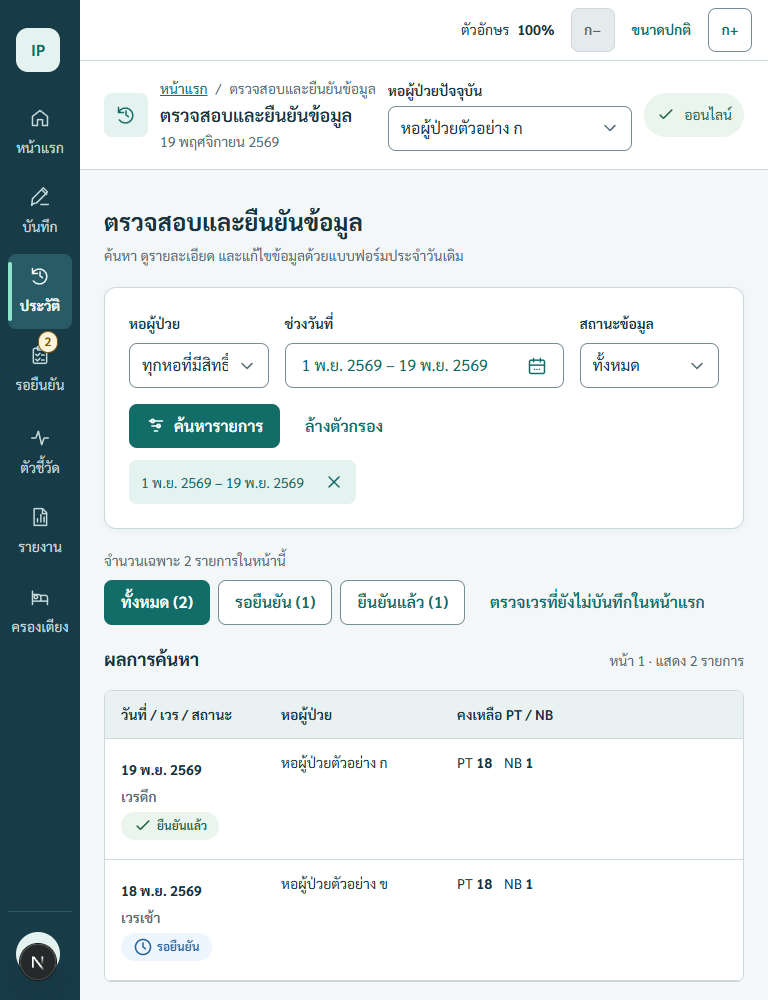 IP
หน้าแรก
บันทึก
ประวัติ
2
รอยืนยัน
ตัวชี้วัด
รายงาน
ครองเตียง
N
ตัวอักษร 100%
ก−
ขนาดปกติ
ก+
หน้าแรก / ตรวจสอบและยืนยันข้อมูล
ตรวจสอบและยืนยันข้อมูล
19 พฤศจิกายน 2569
หอผู้ป่วยปัจจุบัน
หอผู้ป่วยตัวอย่าง ก
ออนไลน์
ตรวจสอบและยืนยันข้อมูล
ค้นหา ดูรายละเอียด และแก้ไขข้อมูลด้วยแบบฟอร์มประจำวันเดิม
หอผู้ป่วย ช่วงวันที่ สถานะข้อมูล
ทุกหอที่มีสิทธิ์ 1 พ.ย. 2569 – 19 พ.ย. 2569 ทั้งหมด
ค้นหารายการ ล้างตัวกรอง
1 พ.ย. 2569 – 19 พ.ย. 2569
จำนวนเฉพาะ 2 รายการในหน้านี้
ทั้งหมด (2) รอยืนยัน (1) ยืนยันแล้ว (1) ตรวจเวรที่ยังไม่บันทึกในหน้าแรก
ผลการค้นหา หน้า 1 · แสดง 2 รายการ
วันที่ / เวร / สถานะ หอผู้ป่วย คงเหลือ PT / NB
19 พ.ย. 2569 หอผู้ป่วยตัวอย่าง ก PT 18 NB 1
เวรดึก
ยืนยันแล้ว
18 พ.ย. 2569 หอผู้ป่วยตัวอย่าง ข PT 18 NB 1
เวรเช้า
รอยืนยัน